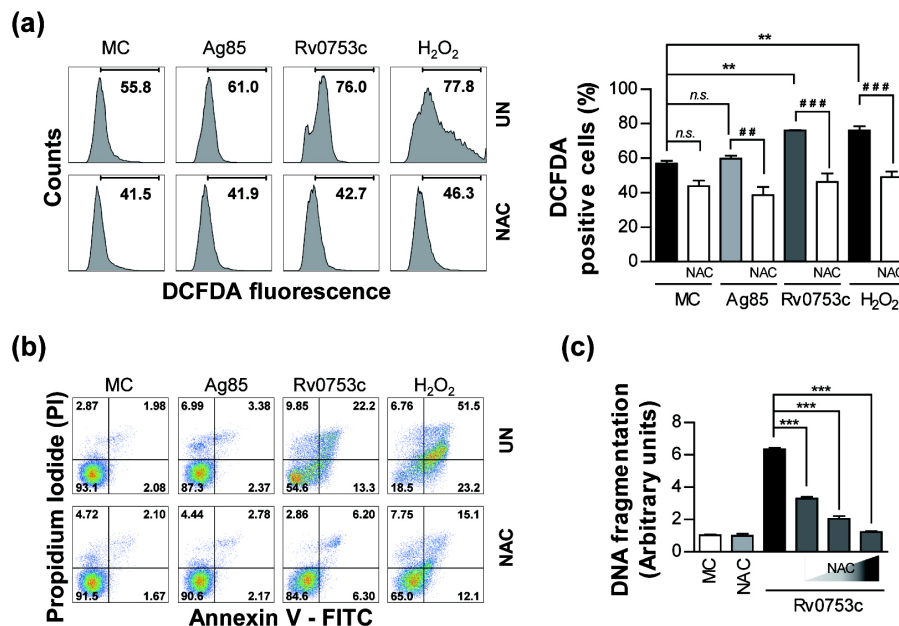 (a)
MC Ag85 Rv0753c H₂O₂
55.8 61.0 76.0 77.8
UN
41.5 41.9 42.7 46.3
NAC
Counts
DCFDA fluorescence
DCFDA
positive cells (%)
100
80
60
40
20
0
**
**
n.s.
n.s.
##
###
###
NAC NAC NAC NAC
MC Ag85 Rv0753c H₂O₂
(b)
MC Ag85 Rv0753c H₂O₂
2.87 1.98 6.99 3.38 9.85 22.2 6.76 51.5
UN
93.1 2.08 87.3 2.37 54.6 13.3 18.5 23.2
4.72 2.10 4.44 2.78 2.86 6.20 7.75 15.1
NAC
91.5 1.67 90.6 2.17 84.6 6.30 65.0 12.1
Propidium Iodide (PI)
Annexin V - FITC
(c)
DNA fragmentation
(Arbitrary units)
8
6
4
2
0
***
***
***
MC NAC NAC
Rv0753c